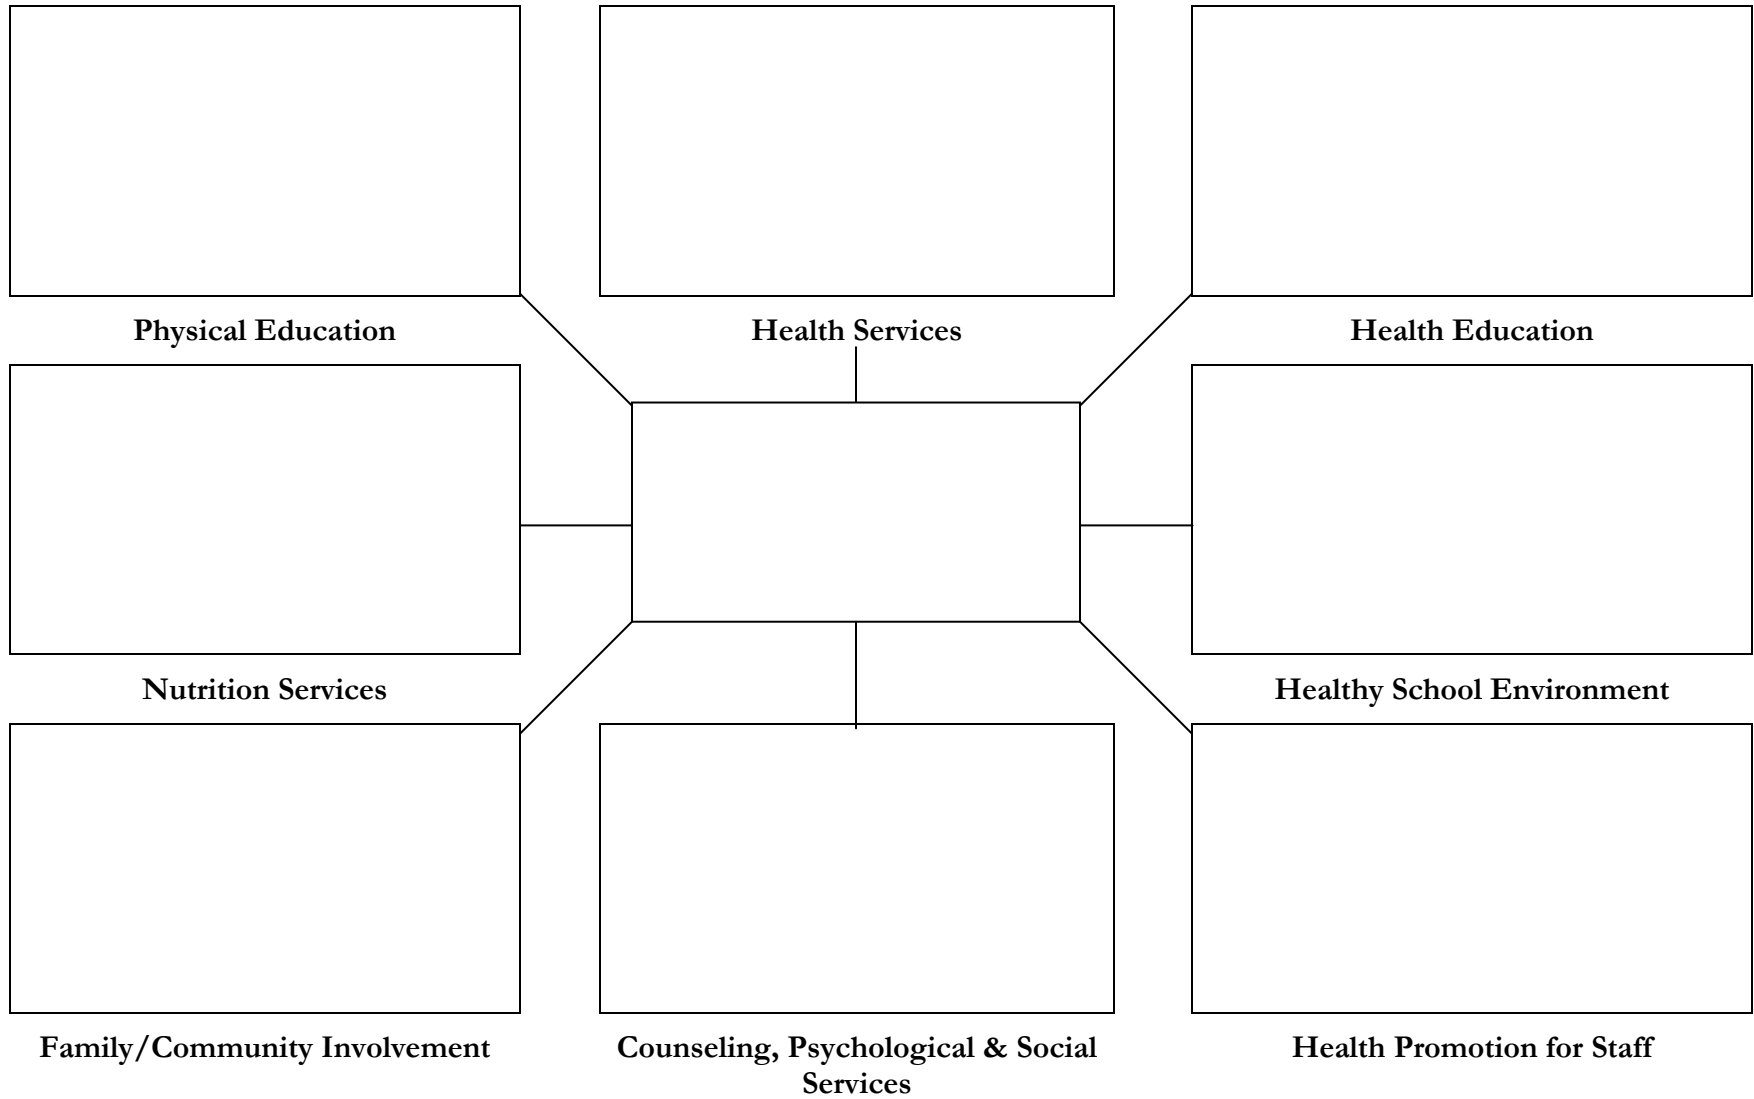 Physical Education
Health Services
Health Education
Nutrition Services
Healthy School Environment
Family/Community Involvement
Counseling, Psychological & Social
Services
Health Promotion for Staff